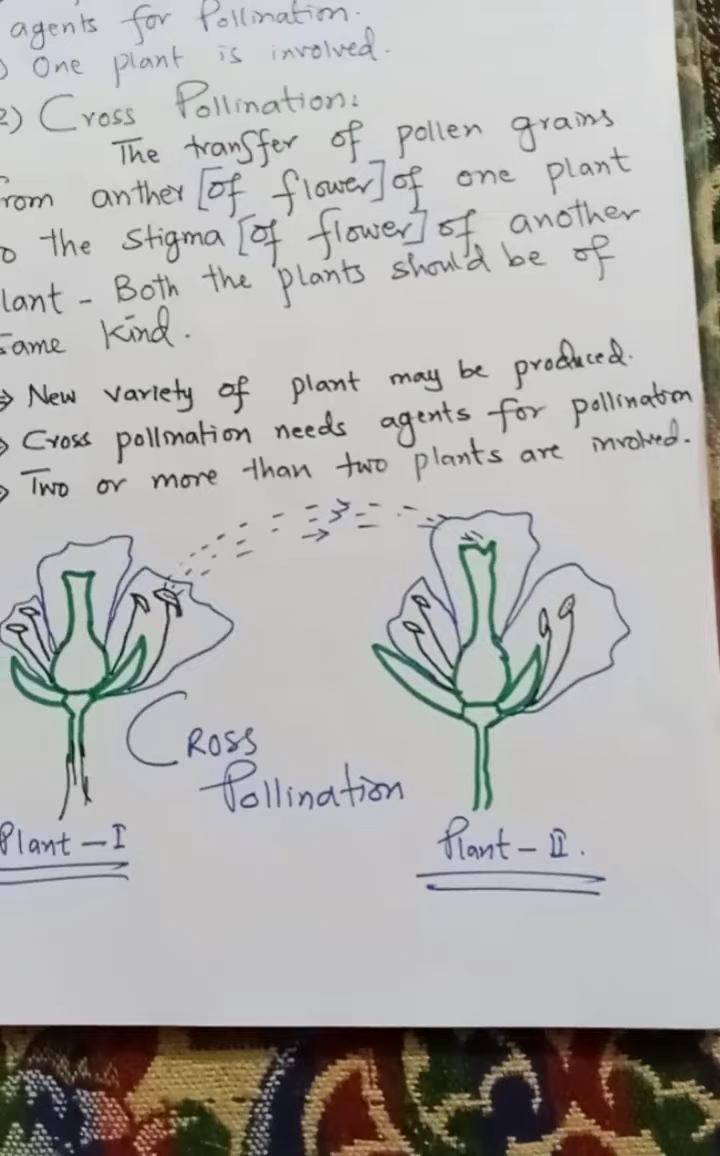 agents for Pollination.
One plant is involved.
2) Cross Pollination:
The transfer of pollen grains
rom anther [of flower] of one plant
o the stigma [of flower] of another
lant - Both the plants should be of
same kind.
→ New variety of plant may be produced.
→ Cross pollination needs agents for pollination
→ Two or more than two plants are involved.
CROSS
Pollination
Plant - I
Plant - II.